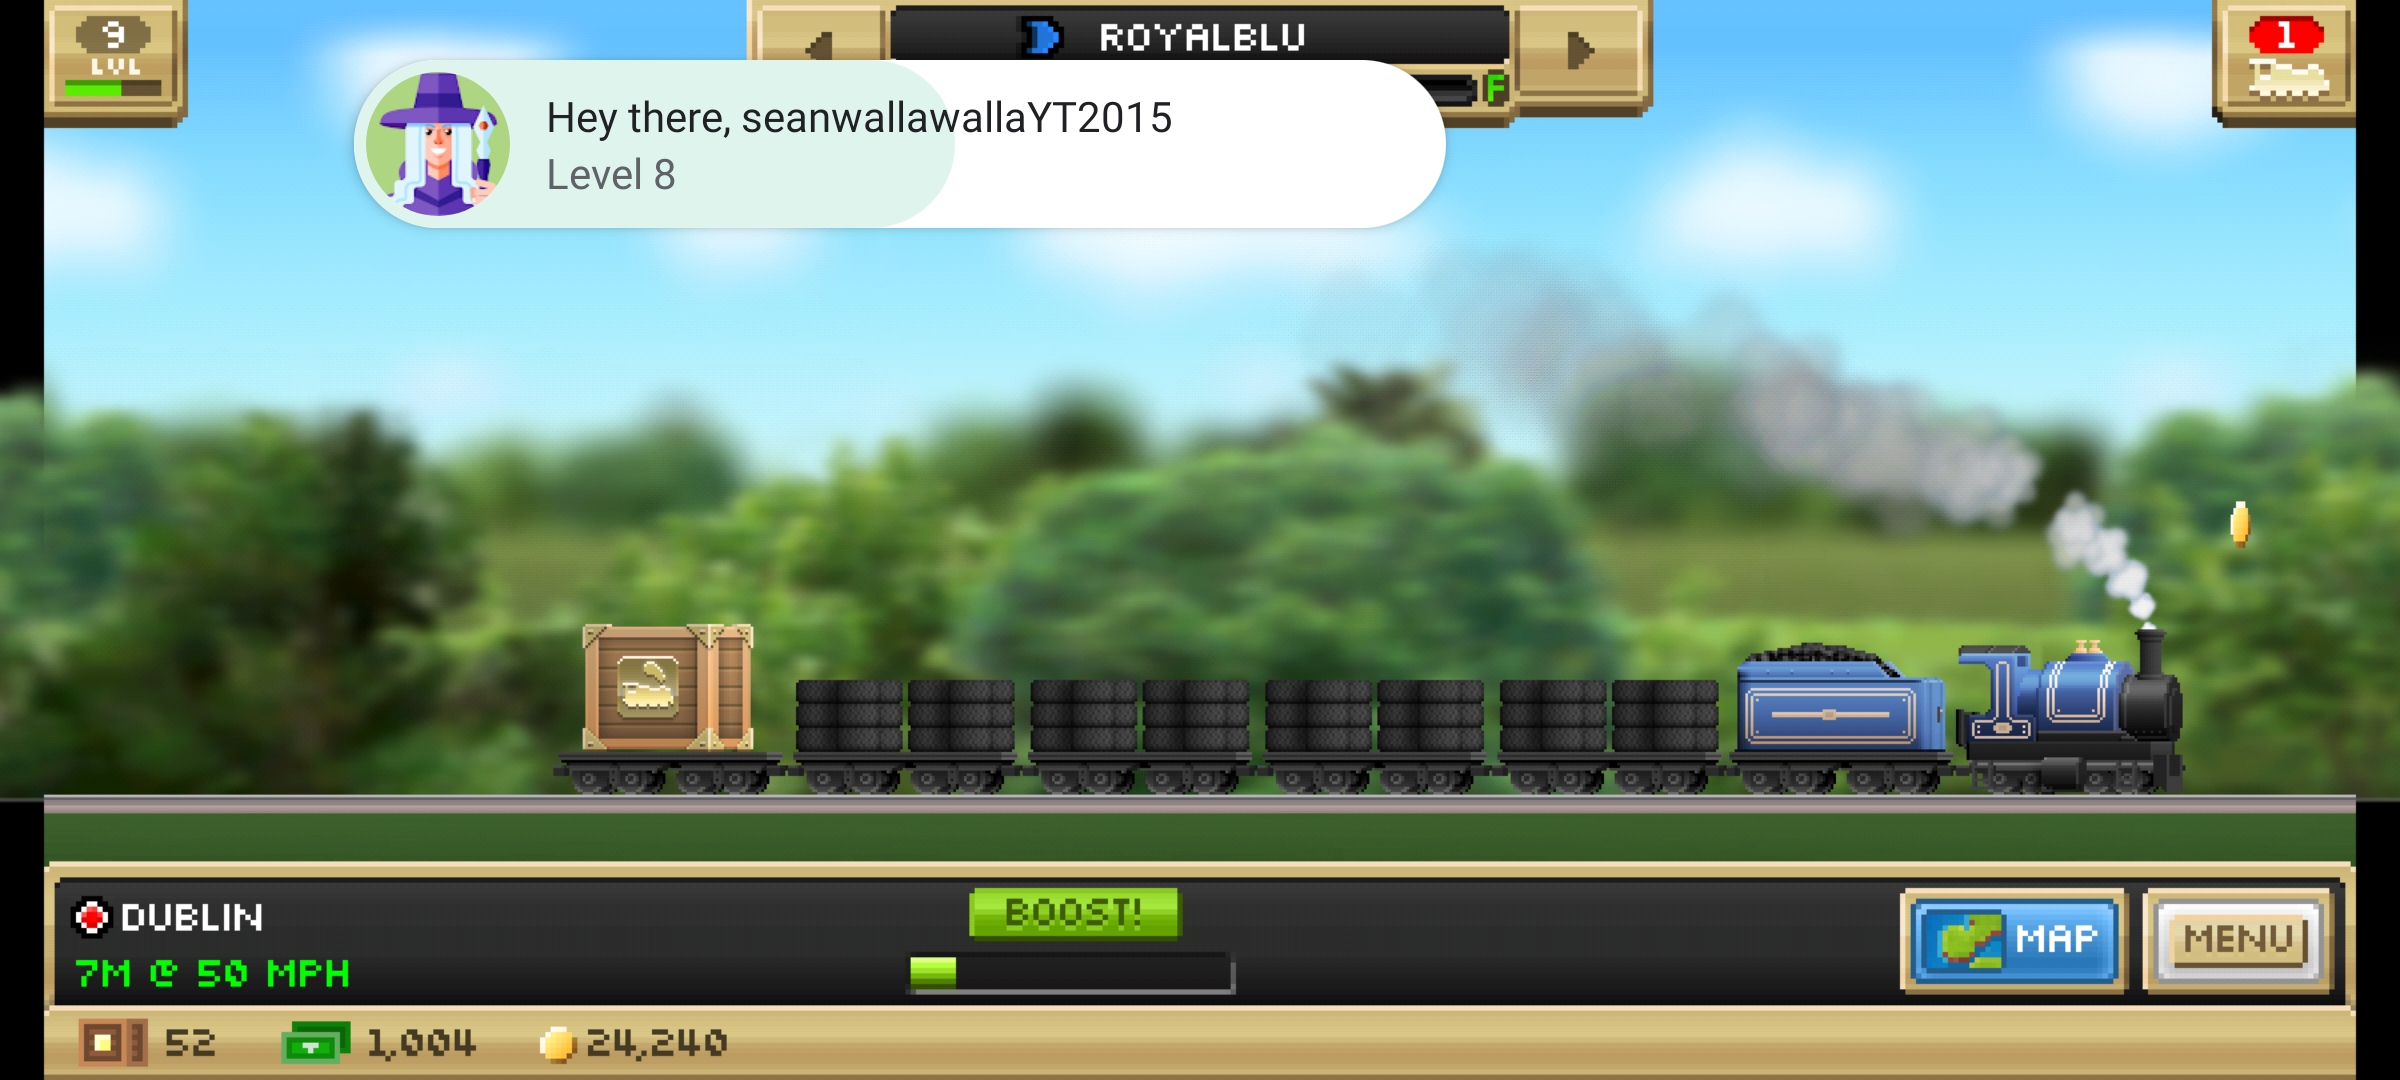 9
LVL
ROYALBLU
1
F
Hey there, seanwallawallaYT2015
Level 8
DUBLIN
7M @ 50 MPH
BOOST!
MAP
MENU
52
1,004
24,240